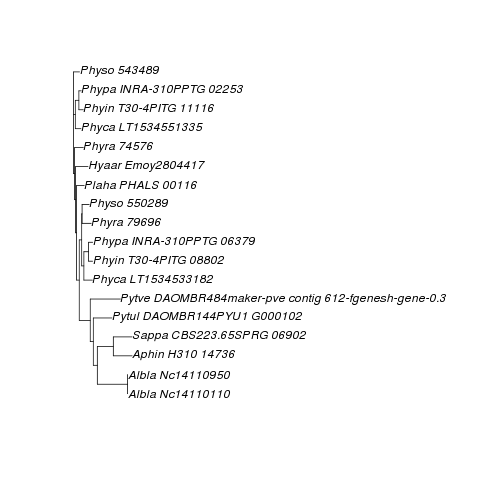 Physo 543489
Phypa INRA-310PPTG 02253
Phyin T30-4PITG 11116
Phyca LT1534551335
Phyra 74576
Hyaar Emoy2804417
Plaha PHALS 00116
Physo 550289
Phyra 79696
Phypa INRA-310PPTG 06379
Phyin T30-4PITG 08802
Phyca LT1534533182
Pytve DAOMBR484maker-pve contig 612-fgenesh-gene-0.3
Pytul DAOMBR144PYU1 G000102
Sappa CBS223.65SPRG 06902
Aphin H310 14736
Albla Nc14110950
Albla Nc14110110